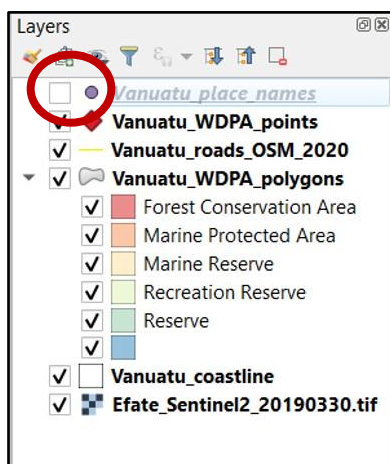 Layers
Vanuatu_place_names
Vanuatu_WDPA_points
Vanuatu_roads_OSM_2020
Vanuatu_WDPA_polygons
Forest Conservation Area
Marine Protected Area
Marine Reserve
Recreation Reserve
Reserve
Vanuatu_coastline
Efate_Sentinel2_20190330.tif